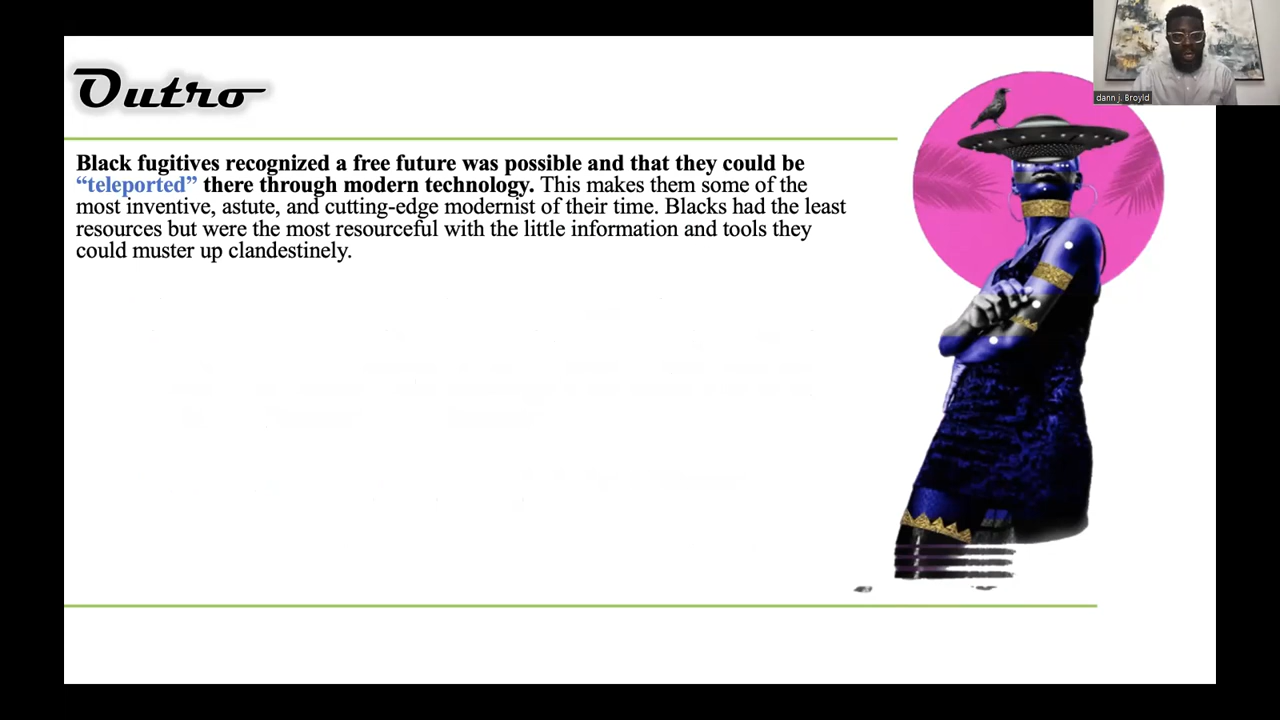 Outro
Black fugitives recognized a free future was possible and that they could be
“teleported” there through modern technology. This makes them some of the
most inventive, astute, and cutting-edge modernist of their time. Blacks had the least
resources but were the most resourceful with the little information and tools they
could muster up clandestinely.
dann j. Broyld